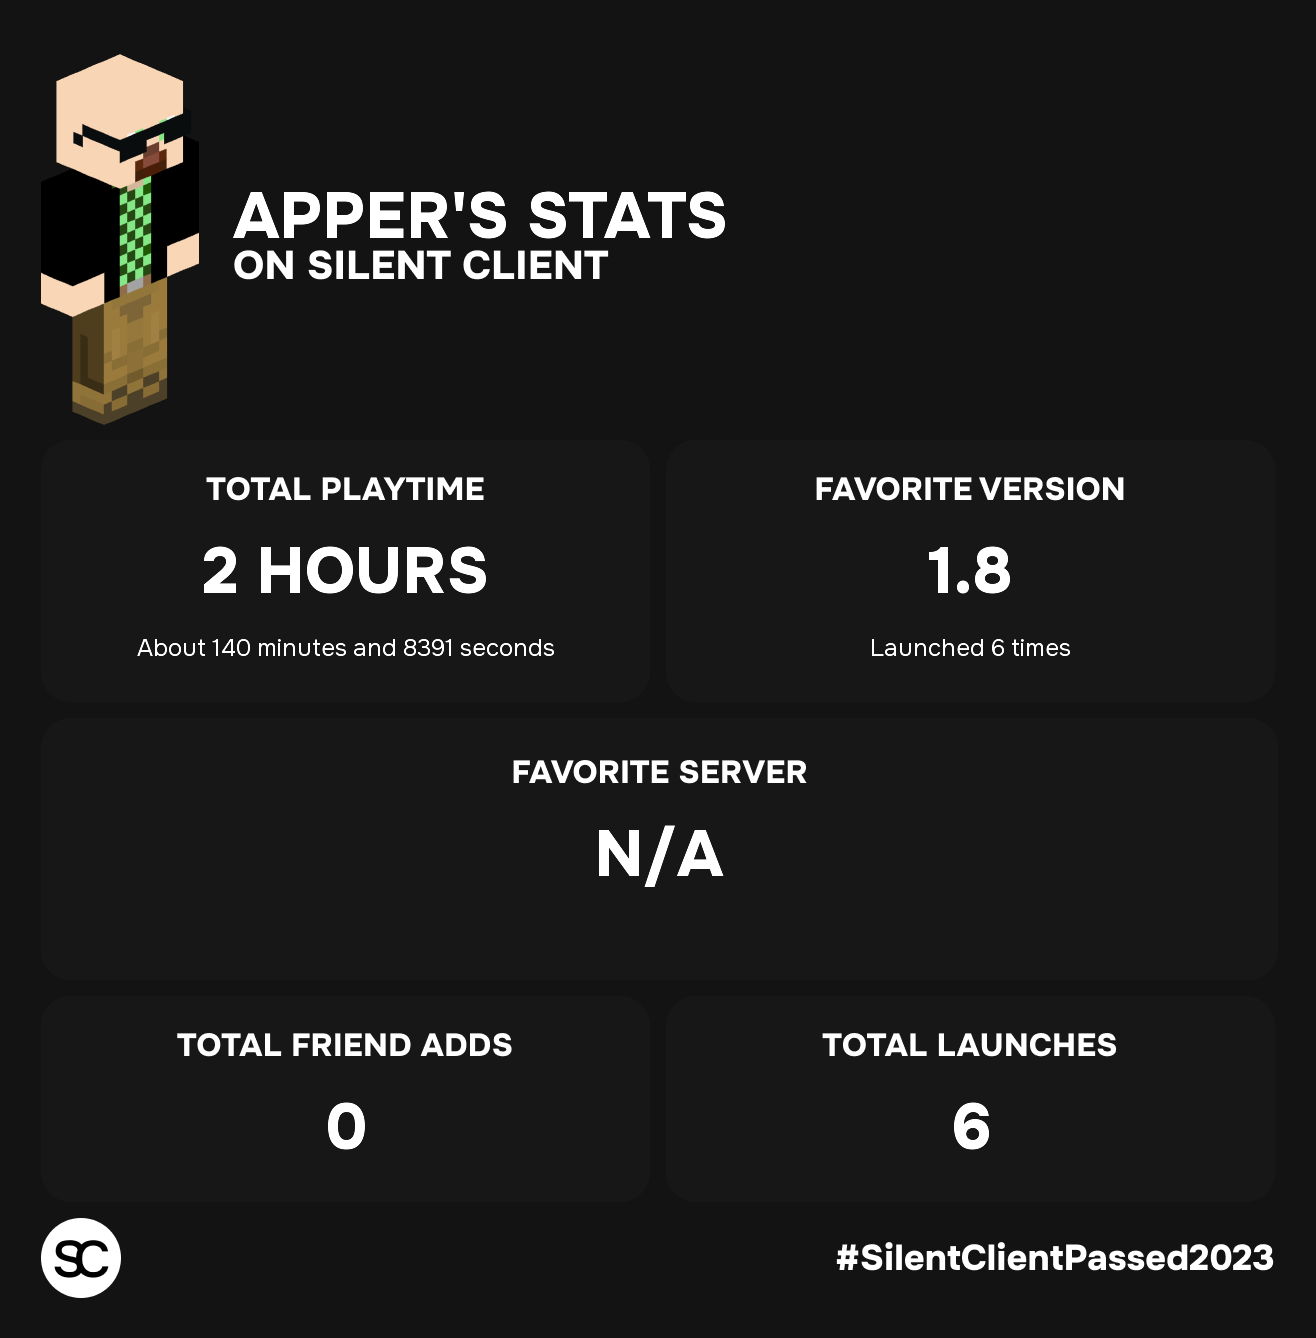 APPER'S STATS
ON SILENT CLIENT
TOTAL PLAYTIME
2 HOURS
About 140 minutes and 8391 seconds
FAVORITE VERSION
1.8
Launched 6 times
FAVORITE SERVER
N/A
TOTAL FRIEND ADDS
0
TOTAL LAUNCHES
6
SC
#SilentClientPassed2023